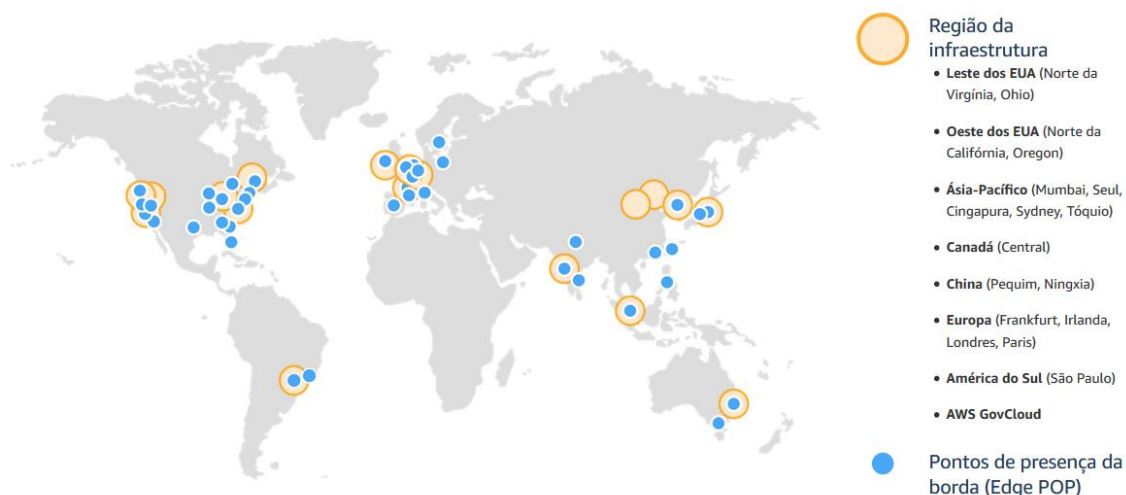 Região da
infraestrutura
• Leste dos EUA (Norte da
Virgínia, Ohio)
• Oeste dos EUA (Norte da
Califórnia, Oregon)
• Ásia-Pacífico (Mumbai, Seul,
Cingapura, Sydney, Tóquio)
• Canadá (Central)
• China (Pequim, Ningxia)
• Europa (Frankfurt, Irlanda,
Londres, Paris)
• América do Sul (São Paulo)
• AWS GovCloud
Pontos de presença da
borda (Edge POP)